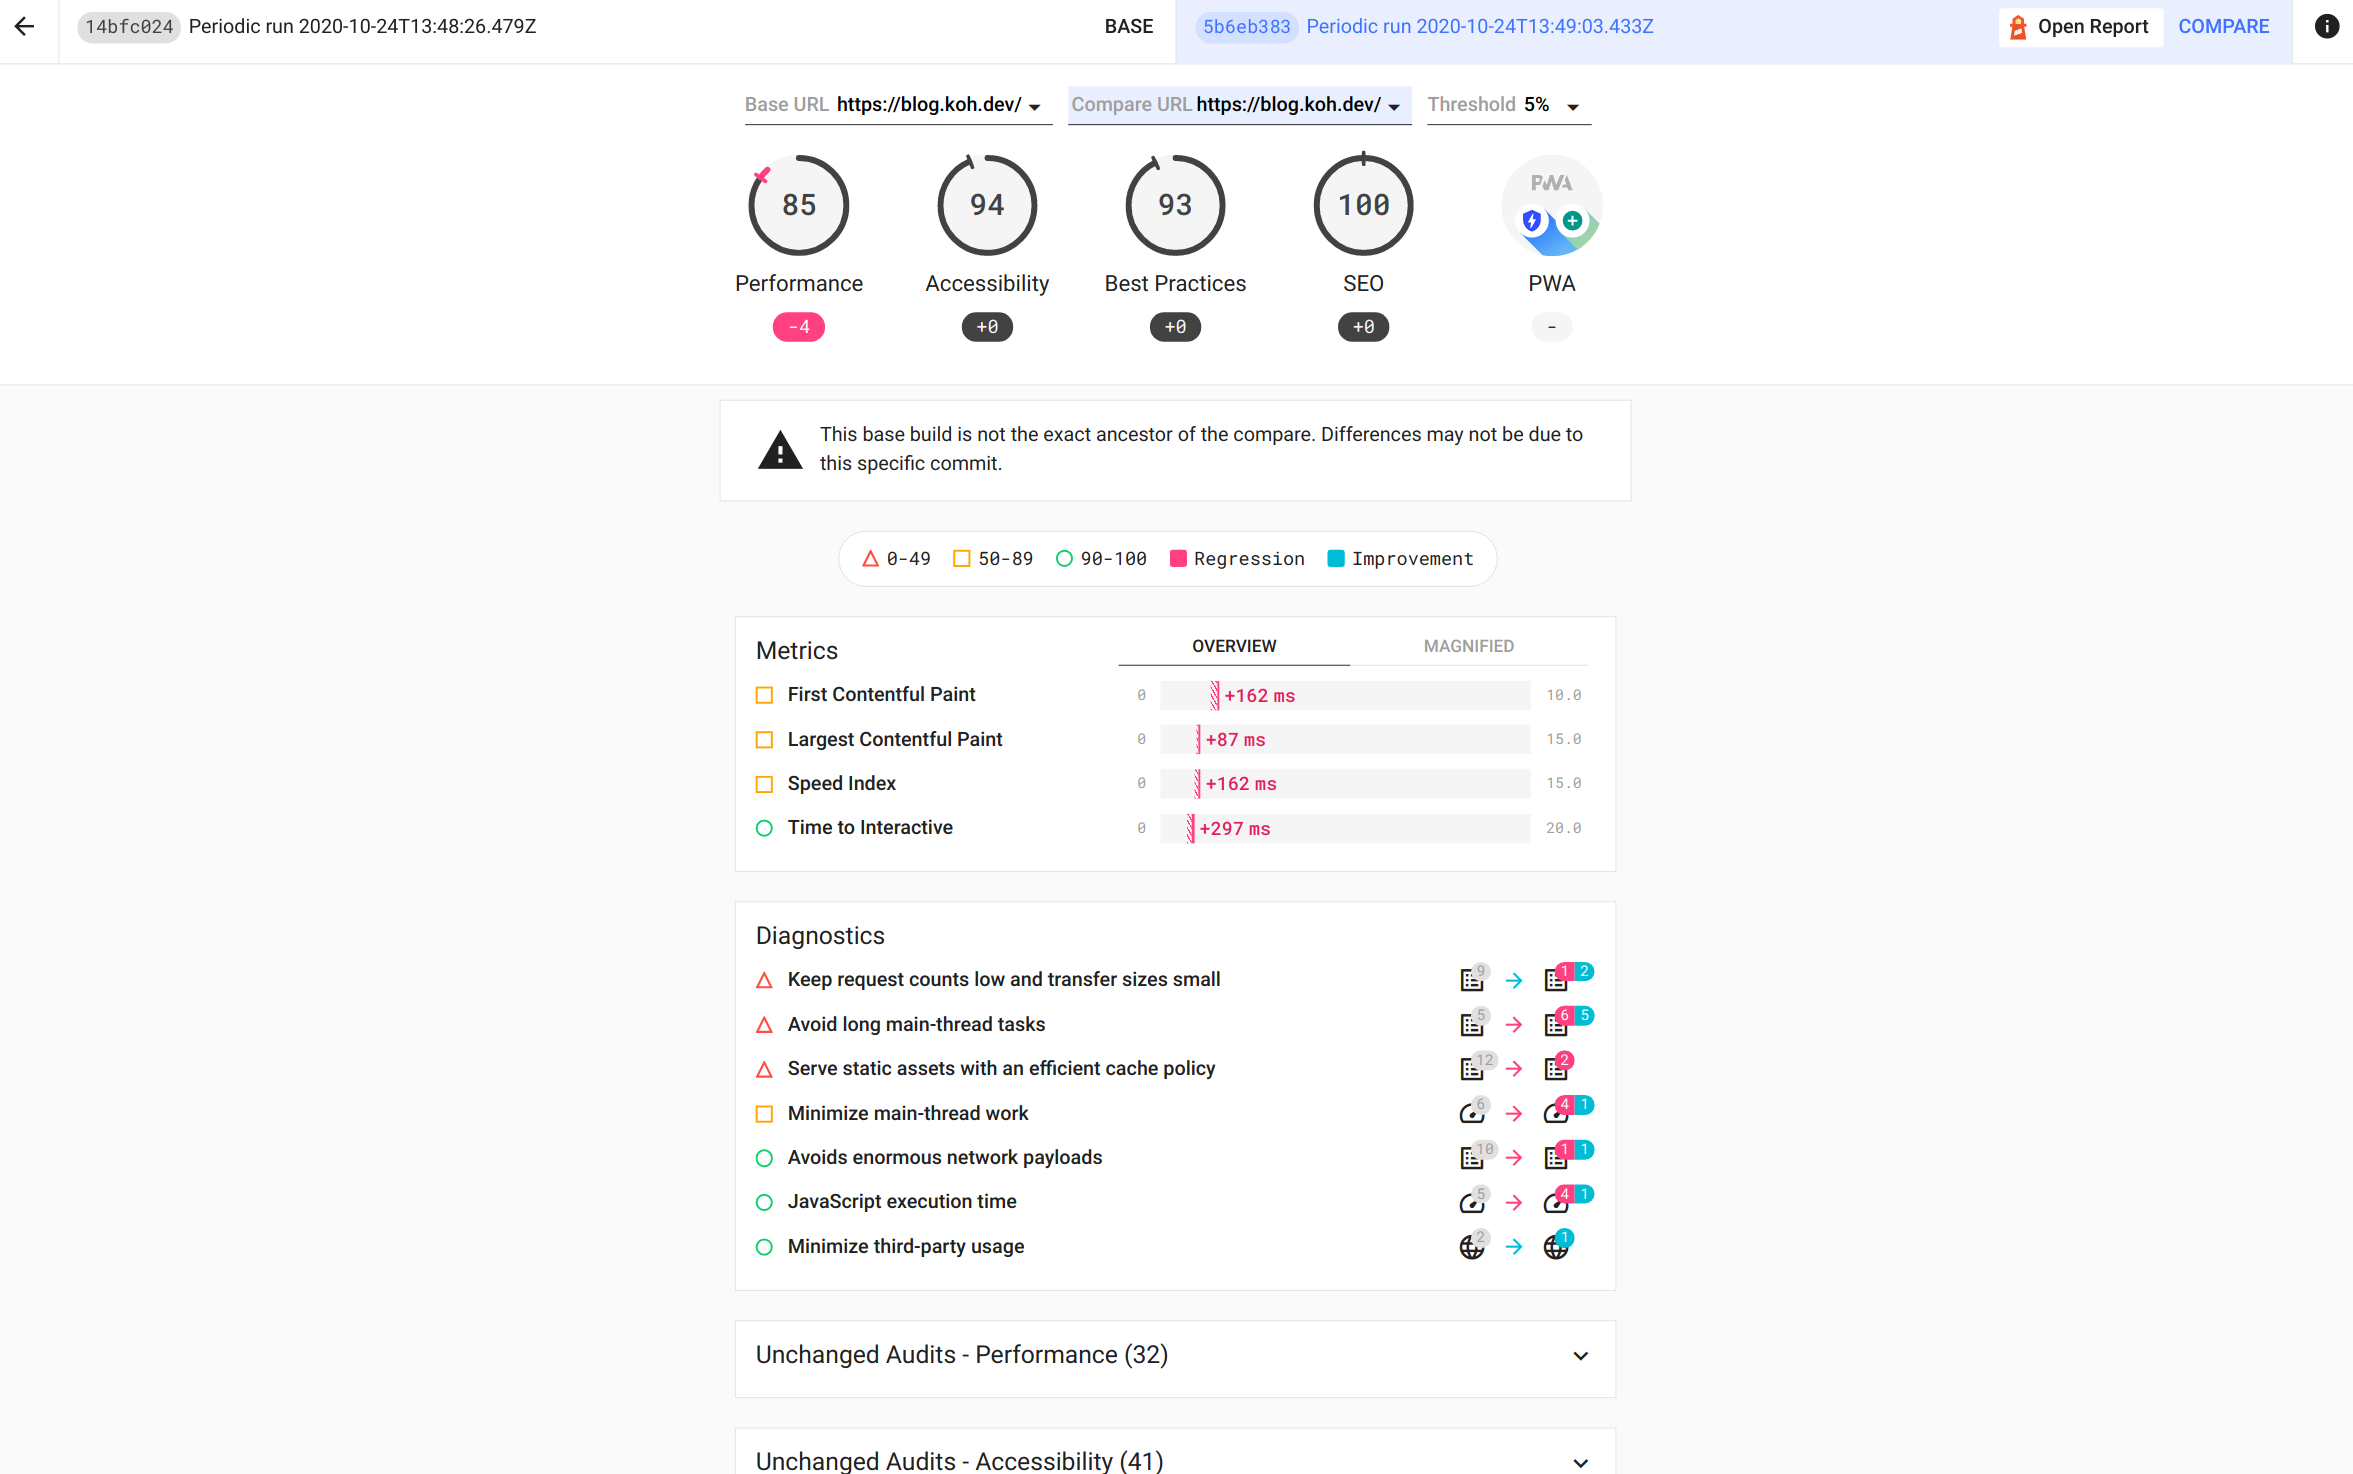 14bfc024 Periodic run 2020-10-24T13:48:26.479Z BASE 5b6eb383 Periodic run 2020-10-24T13:49:03.433Z Open Report COMPARE
Base URL https://blog.koh.dev/ Compare URL https://blog.koh.dev/ Threshold 5%
85 94 93 100 PWA
Performance Accessibility Best Practices SEO PWA
-4 +0 +0 +0 -
This base build is not the exact ancestor of the compare. Differences may not be due to
this specific commit.
0-49 50-89 90-100 Regression Improvement
Metrics OVERVIEW MAGNIFIED
First Contentful Paint 0 +162 ms 10.0
Largest Contentful Paint 0 +87 ms 15.0
Speed Index 0 +162 ms 15.0
Time to Interactive 0 +297 ms 20.0
Diagnostics
Keep request counts low and transfer sizes small 9 1 2
Avoid long main-thread tasks 5 6 5
Serve static assets with an efficient cache policy 12 2
Minimize main-thread work 6 4 1
Avoids enormous network payloads 10 1 1
JavaScript execution time 5 4 1
Minimize third-party usage 2 1
Unchanged Audits - Performance (32)
Unchanged Audits - Accessibility (41)